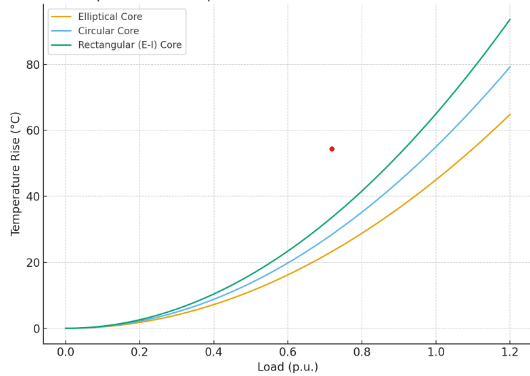 Elliptical Core
Circular Core
Rectangular (E-I) Core
Temperature Rise (°C)
80
60
40
20
0
0.0 0.2 0.4 0.6 0.8 1.0 1.2
Load (p.u.)